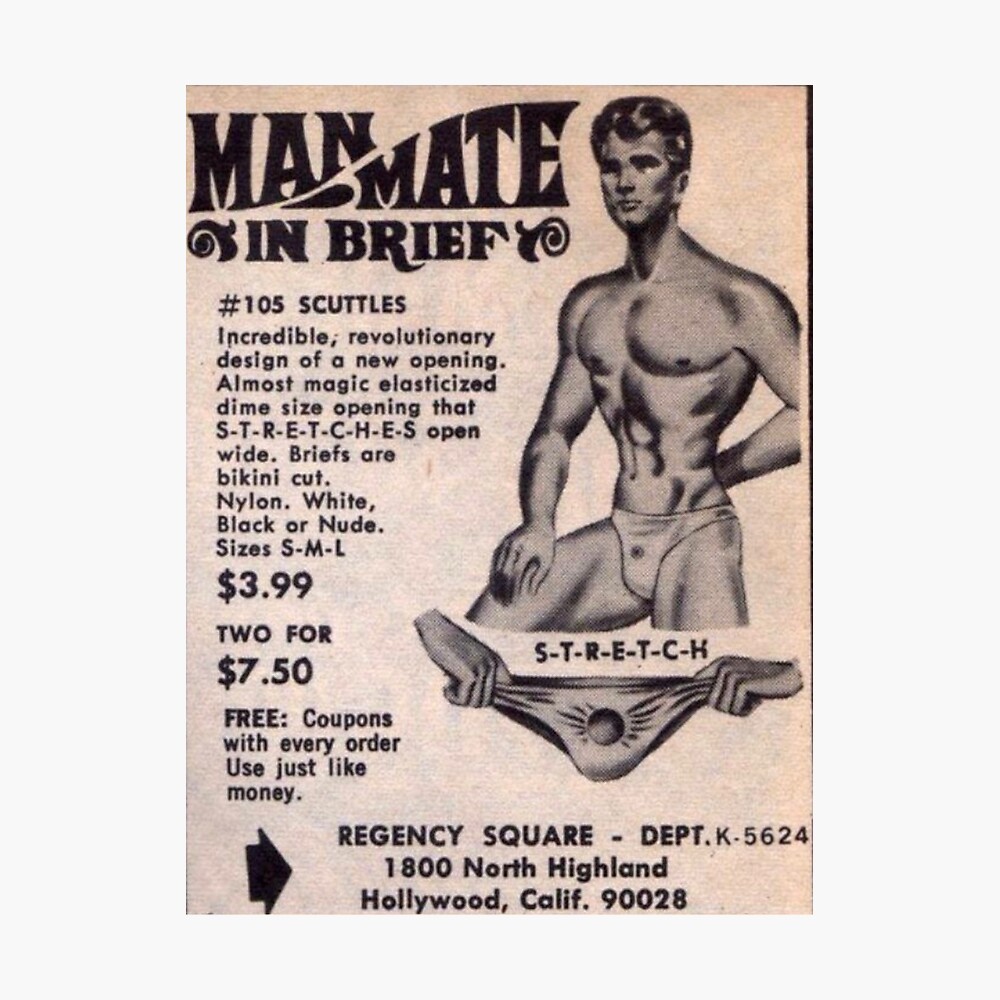 MAN MATE
IN BRIEF
#105 SCUTTLES
Incredible, revolutionary
design of a new opening.
Almost magic elasticized
dime size opening that
S-T-R-E-T-C-H-E-S open
wide. Briefs are
bikini cut.
Nylon. White,
Black or Nude.
Sizes S-M-L
$3.99
TWO FOR
$7.50
FREE: Coupons
with every order
Use just like
money.
S-T-R-E-T-C-H
REGENCY SQUARE - DEPT. K-5624
1800 North Highland
Hollywood, Calif. 90028